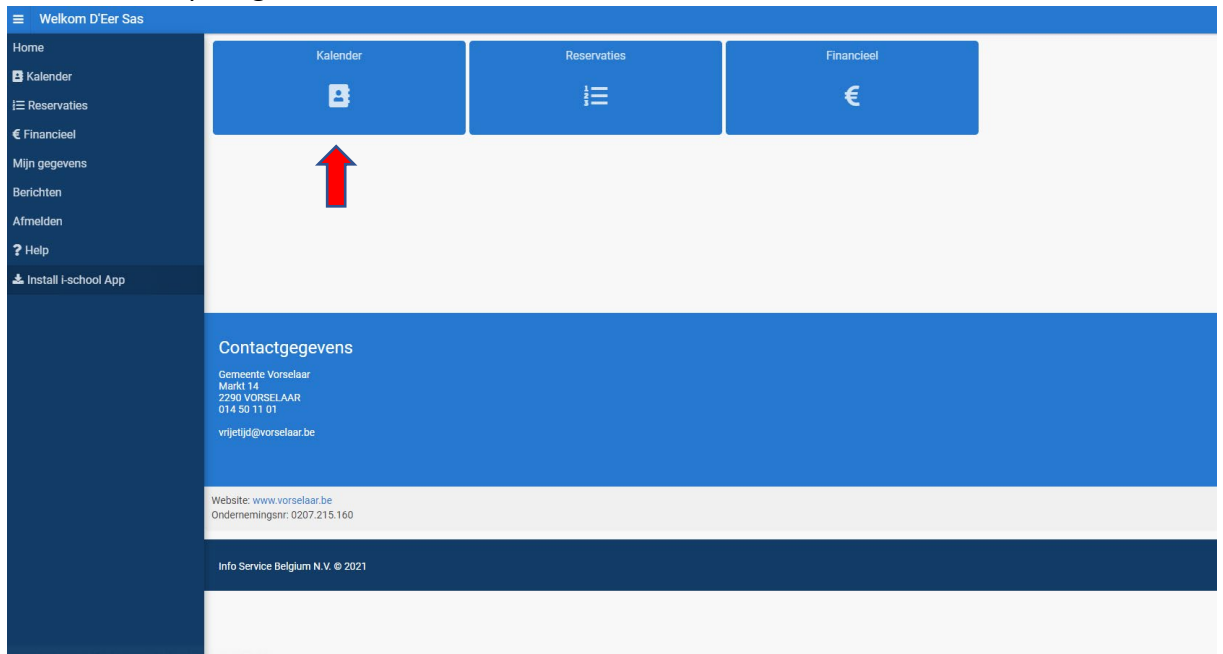 Welkom D'Eer Sas
Home
Kalender
Reservaties
€ Financieel
Mijn gegevens
Berichten
Afmelden
? Help
Install i-school App
Kalender
Reservaties
Financieel
€
Contactgegevens
Gemeente Vorselaar
Markt 14
2290 VORSELAAR
014 50 11 01
vrijetijd@vorselaar.be
Website: www.vorselaar.be
Ondernemingsnr: 0207.215.160
Info Service Belgium N.V. © 2021